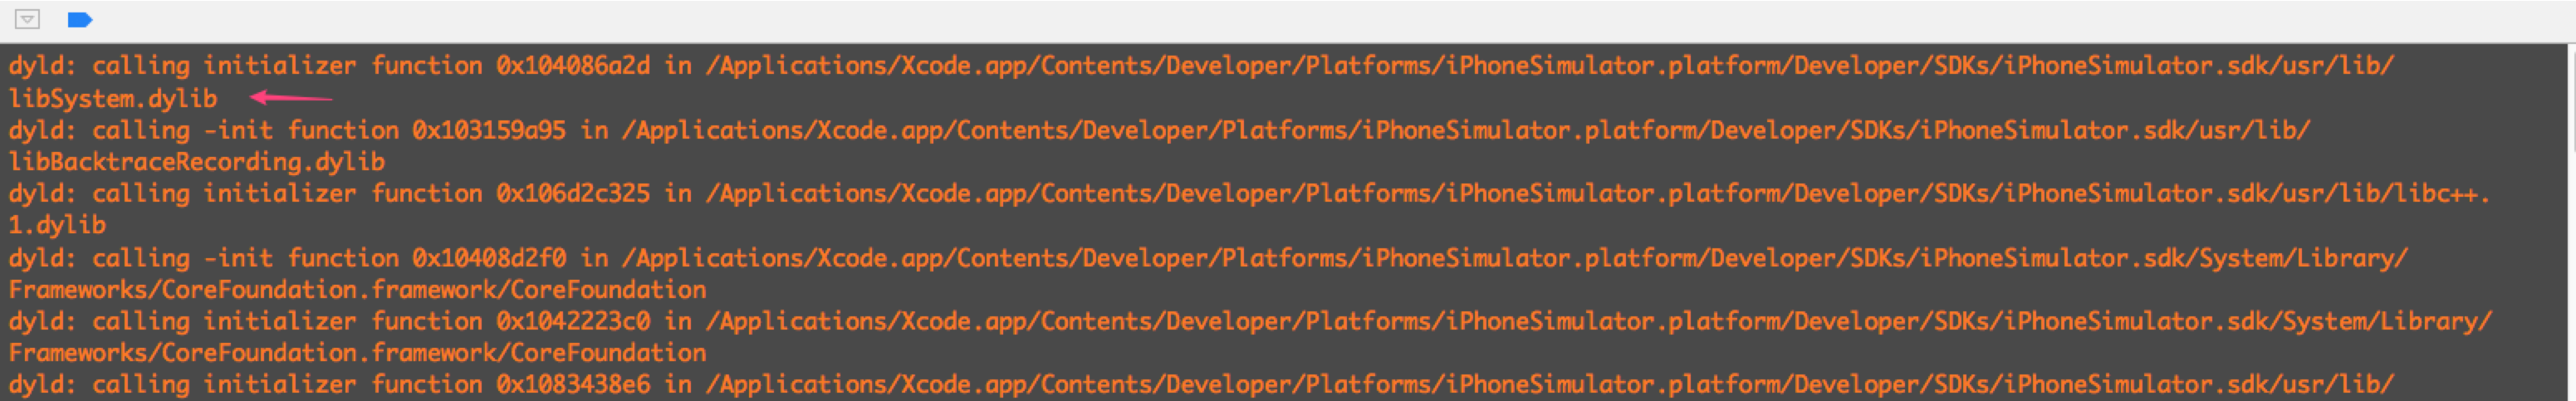 dyld: calling initializer function 0x104086a2d in /Applications/Xcode.app/Contents/Developer/Platforms/iPhoneSimulator.platform/Developer/SDKs/iPhoneSimulator.sdk/usr/lib/
libSystem.dylib
dyld: calling -init function 0x103159a95 in /Applications/Xcode.app/Contents/Developer/Platforms/iPhoneSimulator.platform/Developer/SDKs/iPhoneSimulator.sdk/usr/lib/
libBacktraceRecording.dylib
dyld: calling initializer function 0x106d2c325 in /Applications/Xcode.app/Contents/Developer/Platforms/iPhoneSimulator.platform/Developer/SDKs/iPhoneSimulator.sdk/usr/lib/libc++.
1.dylib
dyld: calling -init function 0x10408d2f0 in /Applications/Xcode.app/Contents/Developer/Platforms/iPhoneSimulator.platform/Developer/SDKs/iPhoneSimulator.sdk/System/Library/
Frameworks/CoreFoundation.framework/CoreFoundation
dyld: calling initializer function 0x1042223c0 in /Applications/Xcode.app/Contents/Developer/Platforms/iPhoneSimulator.platform/Developer/SDKs/iPhoneSimulator.sdk/System/Library/
Frameworks/CoreFoundation.framework/CoreFoundation
dyld: calling initializer function 0x1083438e6 in /Applications/Xcode.app/Contents/Developer/Platforms/iPhoneSimulator.platform/Developer/SDKs/iPhoneSimulator.sdk/usr/lib/